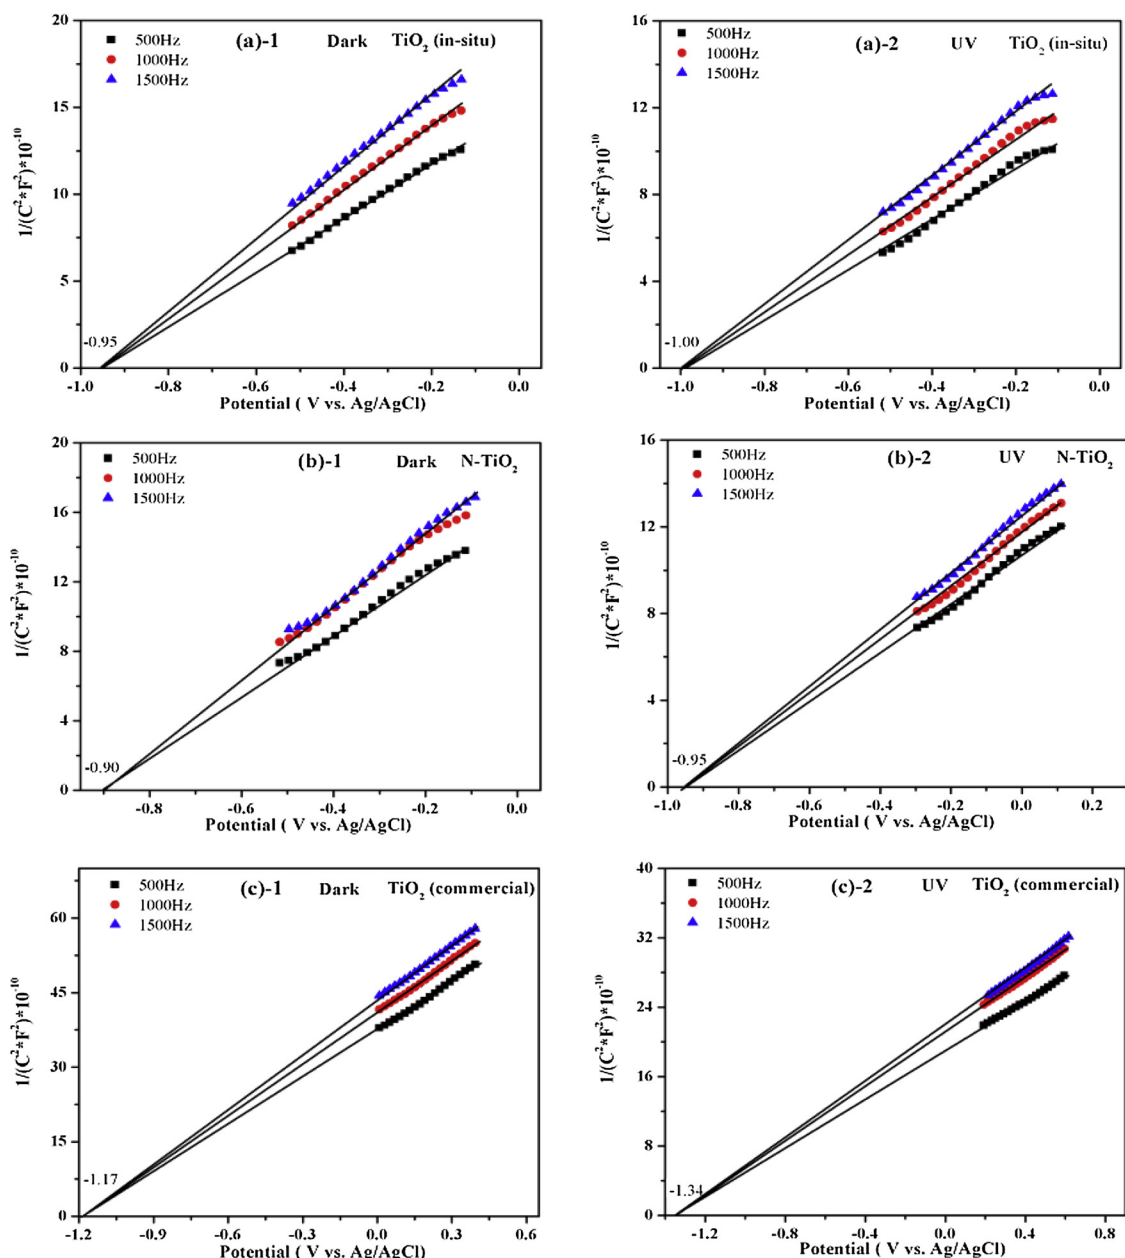 20
15
10
5
0
500Hz
1000Hz
1500Hz
(a)-1 Dark TiO₂ (in-situ)
1/(C²*F²)*10⁻¹⁰
-0.95
-1.0 -0.8 -0.6 -0.4 -0.2 0.0
Potential ( V vs. Ag/AgCl)
16
12
8
4
0
500Hz
1000Hz
1500Hz
(a)-2 UV TiO₂ (in-situ)
1/(C²*F²)*10⁻¹⁰
-1.00
-1.0 -0.8 -0.6 -0.4 -0.2 0.0
Potential ( V vs. Ag/AgCl)
20
16
12
8
4
0
500Hz
1000Hz
1500Hz
(b)-1 Dark N-TiO₂
1/(C²*F²)*10⁻¹⁰
-0.90
-0.8 -0.6 -0.4 -0.2 0.0
Potential ( V vs. Ag/AgCl)
16
12
8
4
0
500Hz
1000Hz
1500Hz
(b)-2 UV N-TiO₂
1/(C²*F²)*10⁻¹⁰
-0.95
-1.0 -0.8 -0.6 -0.4 -0.2 0.0 0.2
Potential ( V vs. Ag/AgCl)
60
45
30
15
0
500Hz
1000Hz
1500Hz
(c)-1 Dark TiO₂ (commercial)
1/(C²*F²)*10⁻¹⁰
-1.17
-1.2 -0.9 -0.6 -0.3 0.0 0.3 0.6
Potential ( V vs. Ag/AgCl)
40
32
24
16
8
0
500Hz
1000Hz
1500Hz
(c)-2 UV TiO₂ (commercial)
1/(C²*F²)*10⁻¹⁰
-1.34
-1.2 -0.8 -0.4 0.0 0.4 0.8
Potential ( V vs. Ag/AgCl)